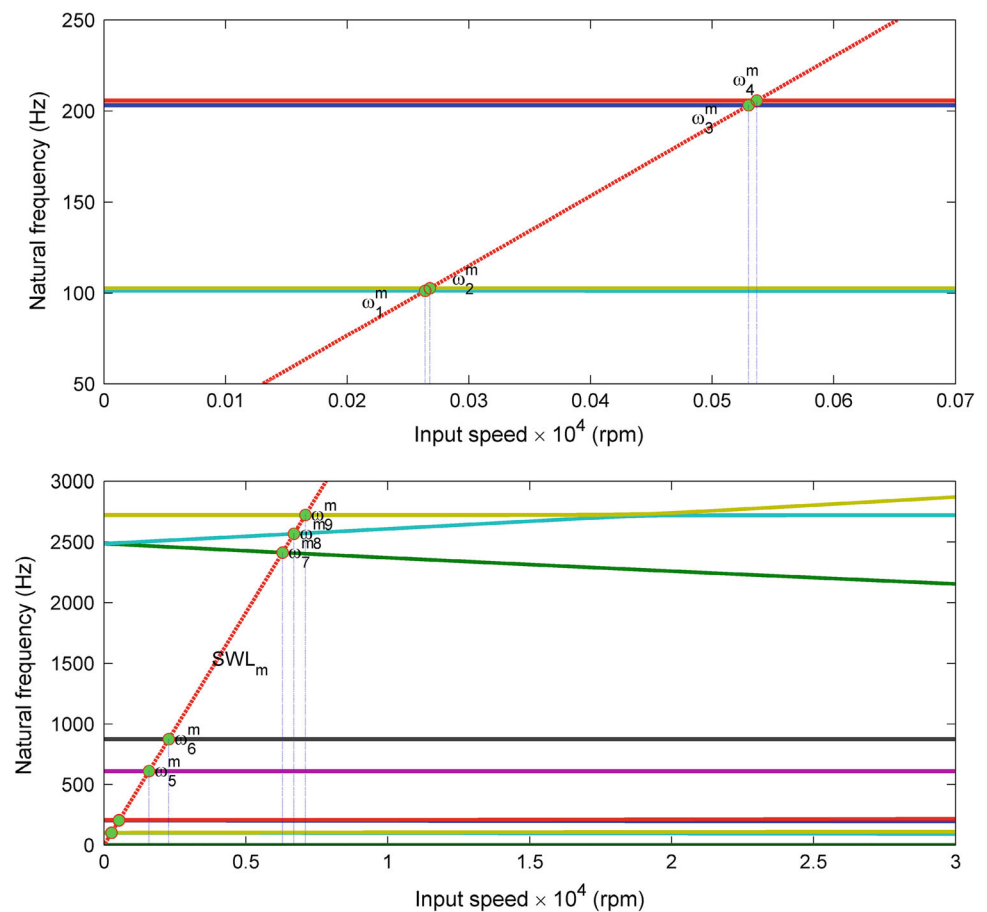 250
200
150
100
50
Natural frequency (Hz)
ω₄ᵐ
ω₃ᵐ
ω₂ᵐ
ω₁ᵐ
0 0.01 0.02 0.03 0.04 0.05 0.06 0.07
Input speed × 10⁴ (rpm)
3000
2500
2000
1500
1000
500
0
Natural frequency (Hz)
ω₉ᵐ
ω₈ᵐ
ω₇ᵐ
SWLₘ
ω₆ᵐ
ω₅ᵐ
0 0.5 1 1.5 2 2.5 3
Input speed × 10⁴ (rpm)